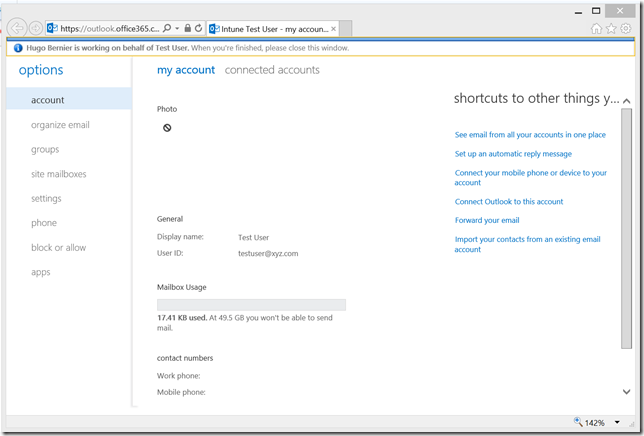 https://outlook.office365.c...
Intune Test User - my accou...
Hugo Bernier is working on behalf of Test User. When you're finished, please close this window.
options
account
organize email
groups
site mailboxes
settings
phone
block or allow
apps
my account
connected accounts
Photo
General
Display name: Test User
User ID: testuser@xyz.com
Mailbox Usage
17.41 KB used. At 49.5 GB you won't be able to send
mail.
contact numbers
Work phone:
Mobile phone:
shortcuts to other things y...
See email from all your accounts in one place
Set up an automatic reply message
Connect your mobile phone or device to your
account
Connect Outlook to this account
Forward your email
Import your contacts from an existing email
account
142%